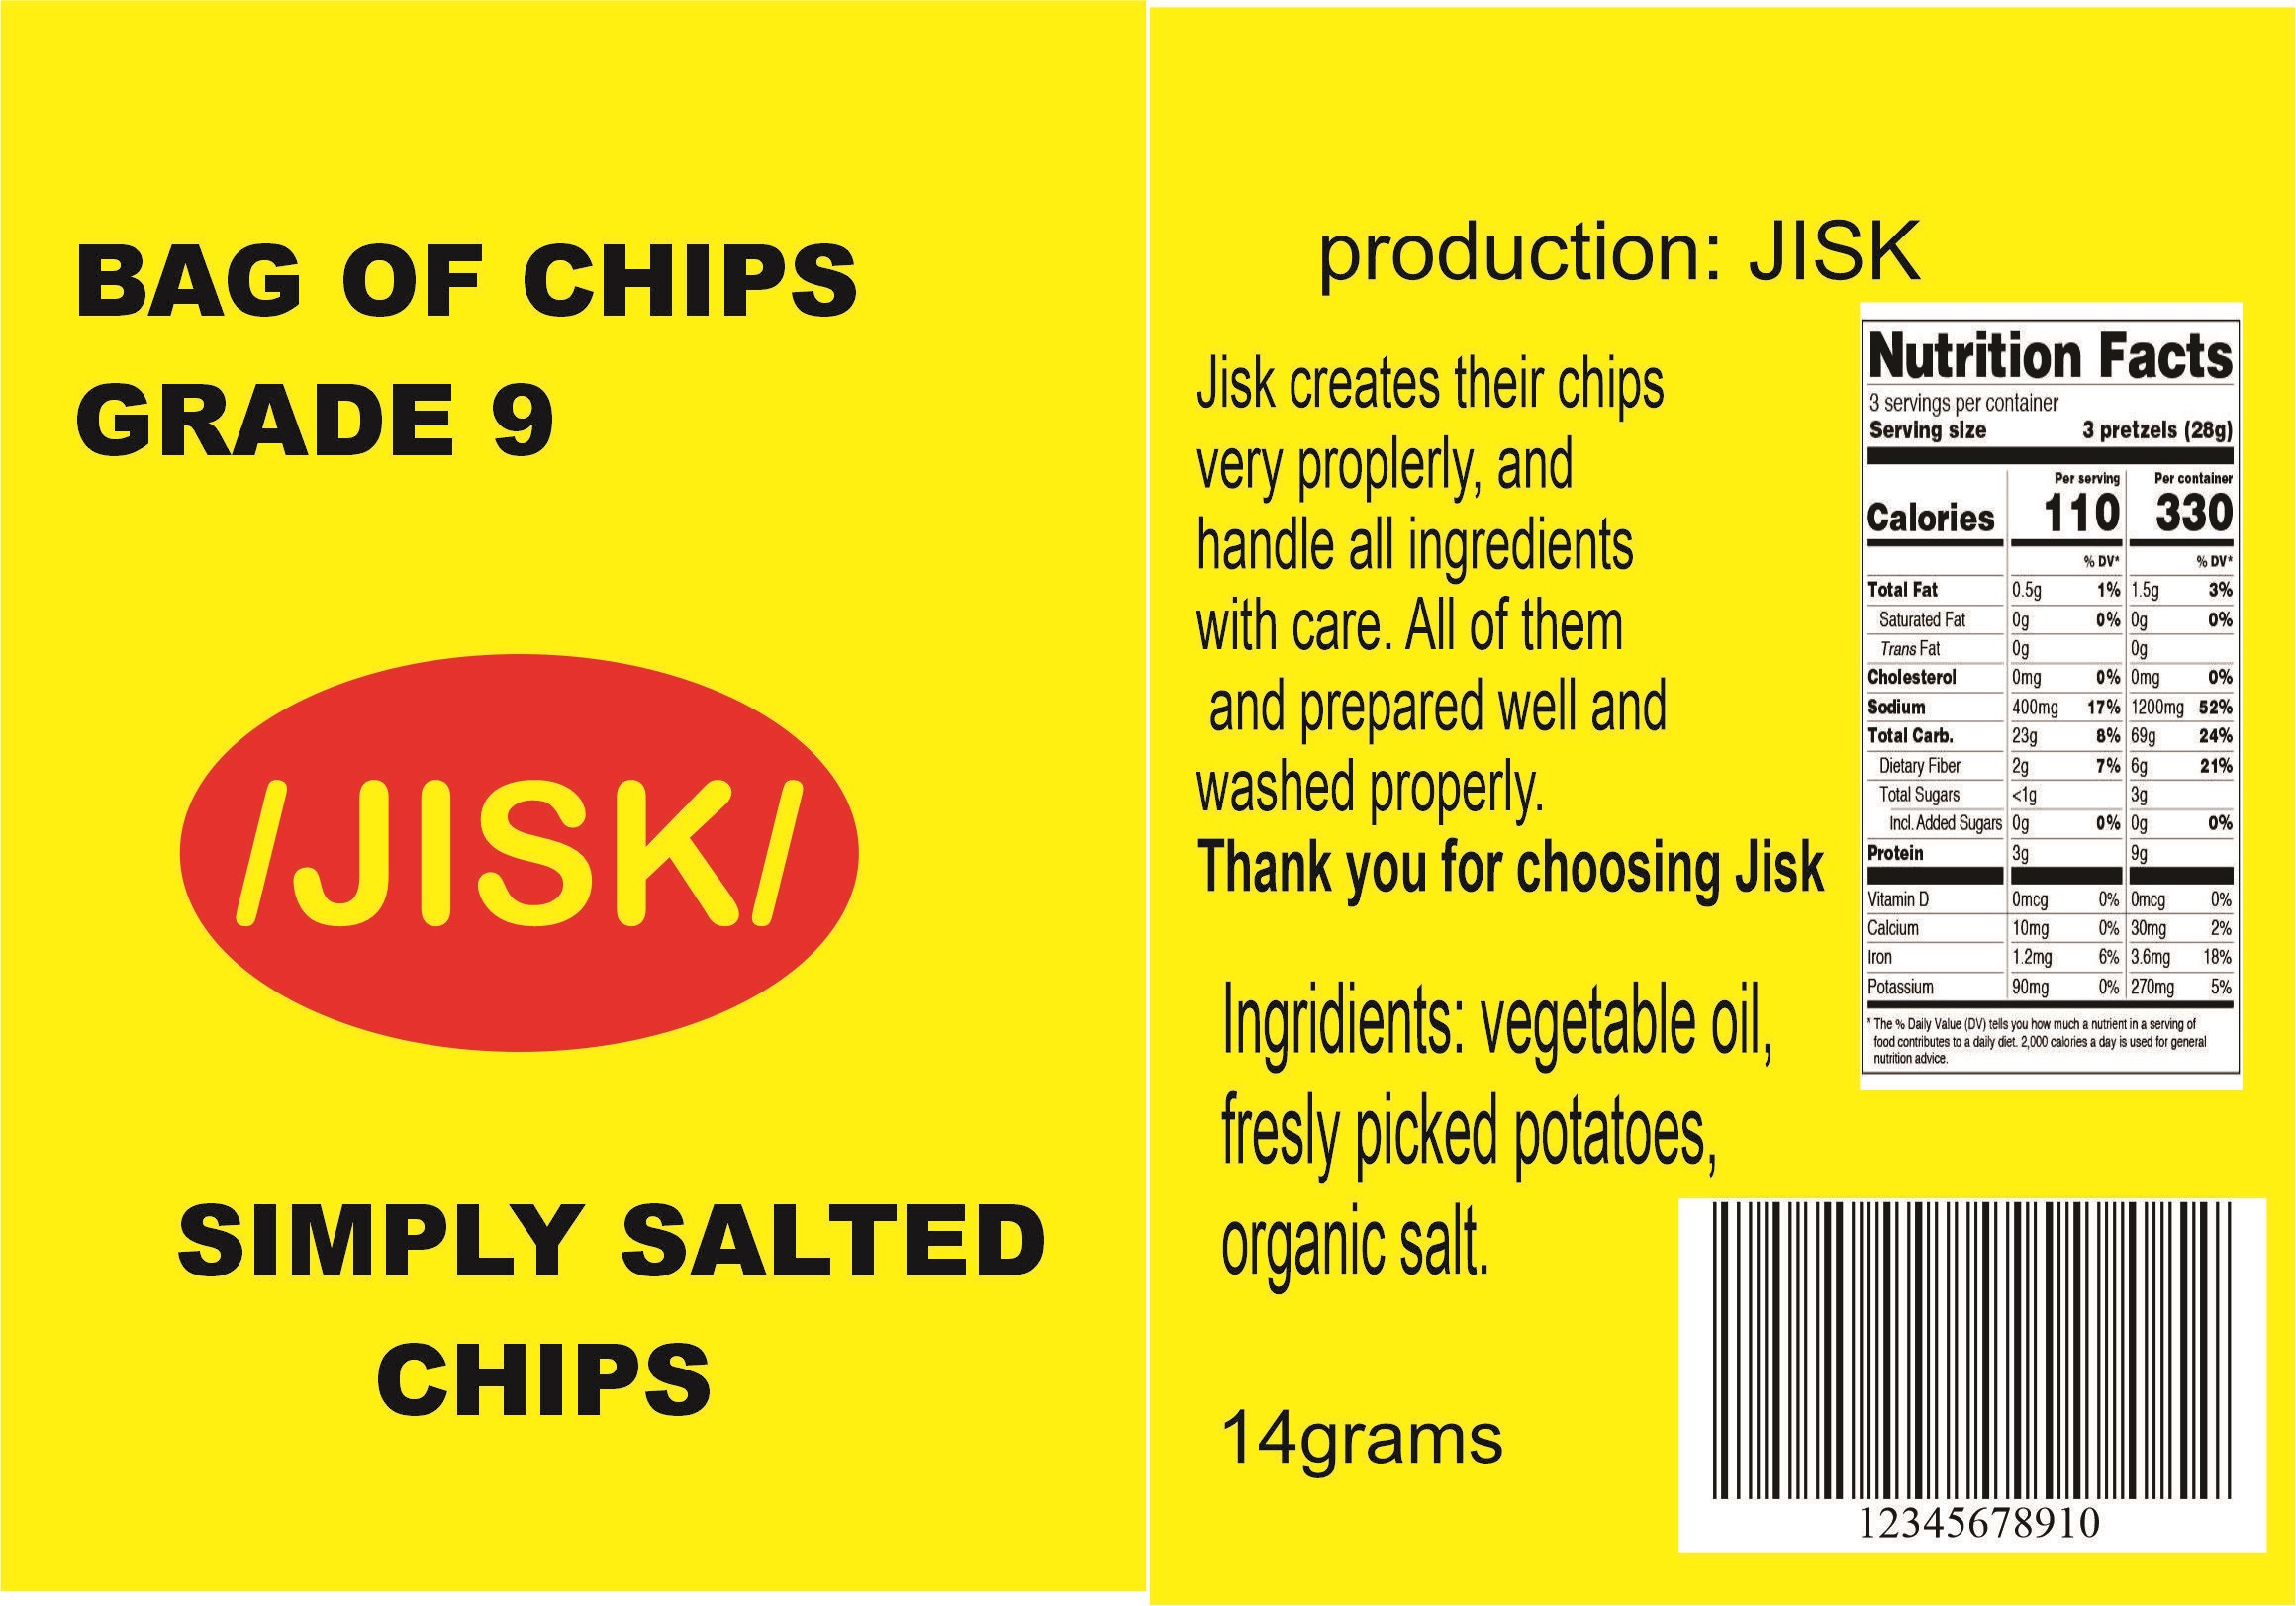 BAG OF CHIPS
GRADE 9
/JISK/
SIMPLY SALTED
CHIPS
production: JISK
Jisk creates their chips
very proplerly, and
handle all ingredients
with care. All of them
and prepared well and
washed properly.
Thank you for choosing Jisk
Ingridients: vegetable oil,
fresly picked potatoes,
organic salt.
14grams
Nutrition Facts
3 servings per container
Serving size 3 pretzels (28g)
Per serving Per container
Calories 110 330
% DV* % DV*
Total Fat 0.5g 1% 1.5g 3%
Saturated Fat 0g 0% 0g 0%
Trans Fat 0g 0g
Cholesterol 0mg 0% 0mg 0%
Sodium 400mg 17% 1200mg 52%
Total Carb. 23g 8% 69g 24%
Dietary Fiber 2g 7% 6g 21%
Total Sugars <1g 3g
Incl. Added Sugars 0g 0% 0g 0%
Protein 3g 9g
Vitamin D 0mcg 0% 0mcg 0%
Calcium 10mg 0% 30mg 2%
Iron 1.2mg 6% 3.6mg 18%
Potassium 90mg 0% 270mg 5%
* The % Daily Value (DV) tells you how much a nutrient in a serving of
food contributes to a daily diet. 2,000 calories a day is used for general
nutrition advice.
12345678910